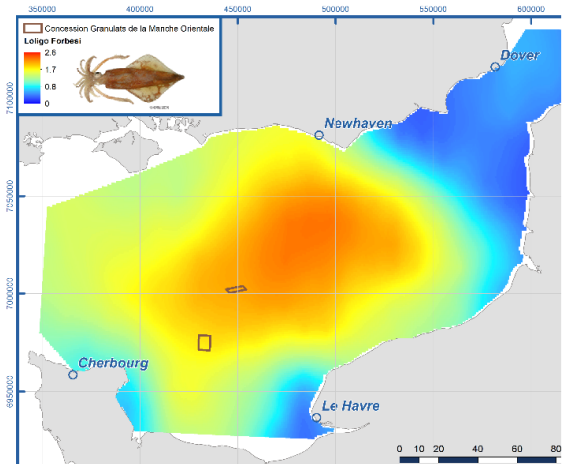 350000 400000 450000 500000 550000 600000
Concession Granulats de la Manche Orientale
Loligo Forbesi
2.6
1.7
0.8
0
Dover
7100000
Newhaven
7050000
7000000
Cherbourg
6950000
Le Havre
0 10 20 40 60 80